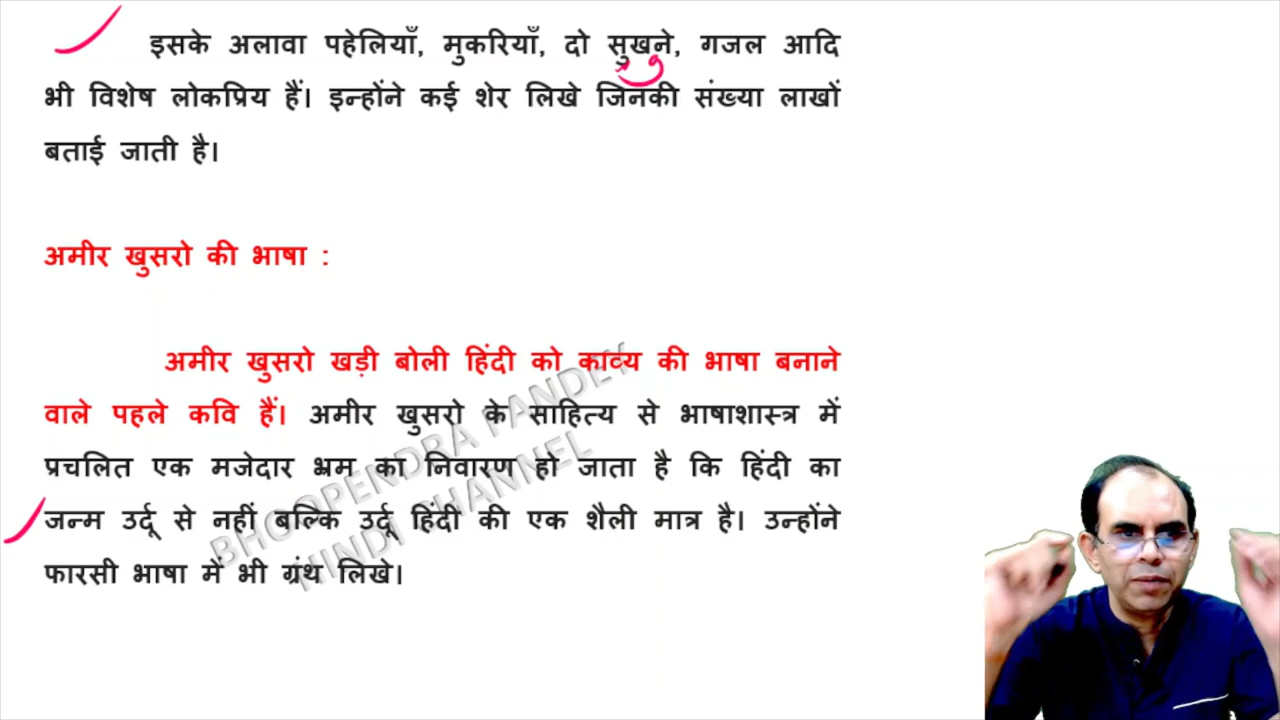 इसके अलावा पहेलियाँ, मुकरियाँ, दो सुखने, गजल आदि
भी विशेष लोकप्रिय हैं। इन्होंने कई शेर लिखे जिनकी संख्या लाखों
बताई जाती है।
अमीर खुसरो की भाषा :
अमीर खुसरो खड़ी बोली हिंदी को काव्य की भाषा बनाने
वाले पहले कवि हैं। अमीर खुसरो के साहित्य से भाषाशास्त्र में
प्रचलित एक मजेदार भ्रम का निवारण हो जाता है कि हिंदी का
जन्म उर्दू से नहीं बल्कि उर्दू हिंदी की एक शैली मात्र है। उन्होंने
फारसी भाषा में भी ग्रंथ लिखे।
BHOOPENDRA PANDEY
HINDI CHANNEL